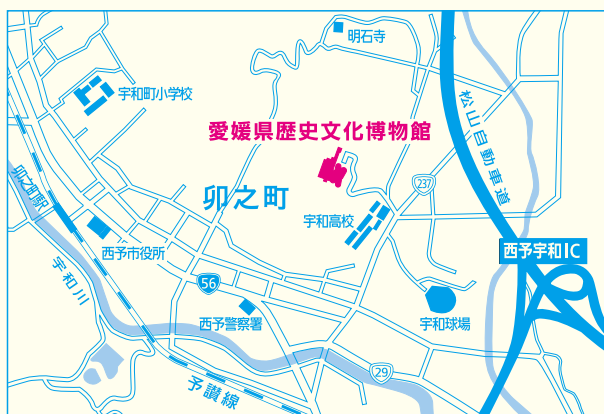 明石寺
宇和町小学校
松山自動車道
愛媛県歴史文化博物館
237
卯之町
卯之町駅
宇和高校
西予市役所
西予宇和IC
宇和川
56
西予警察署
宇和球場
29
予讃線